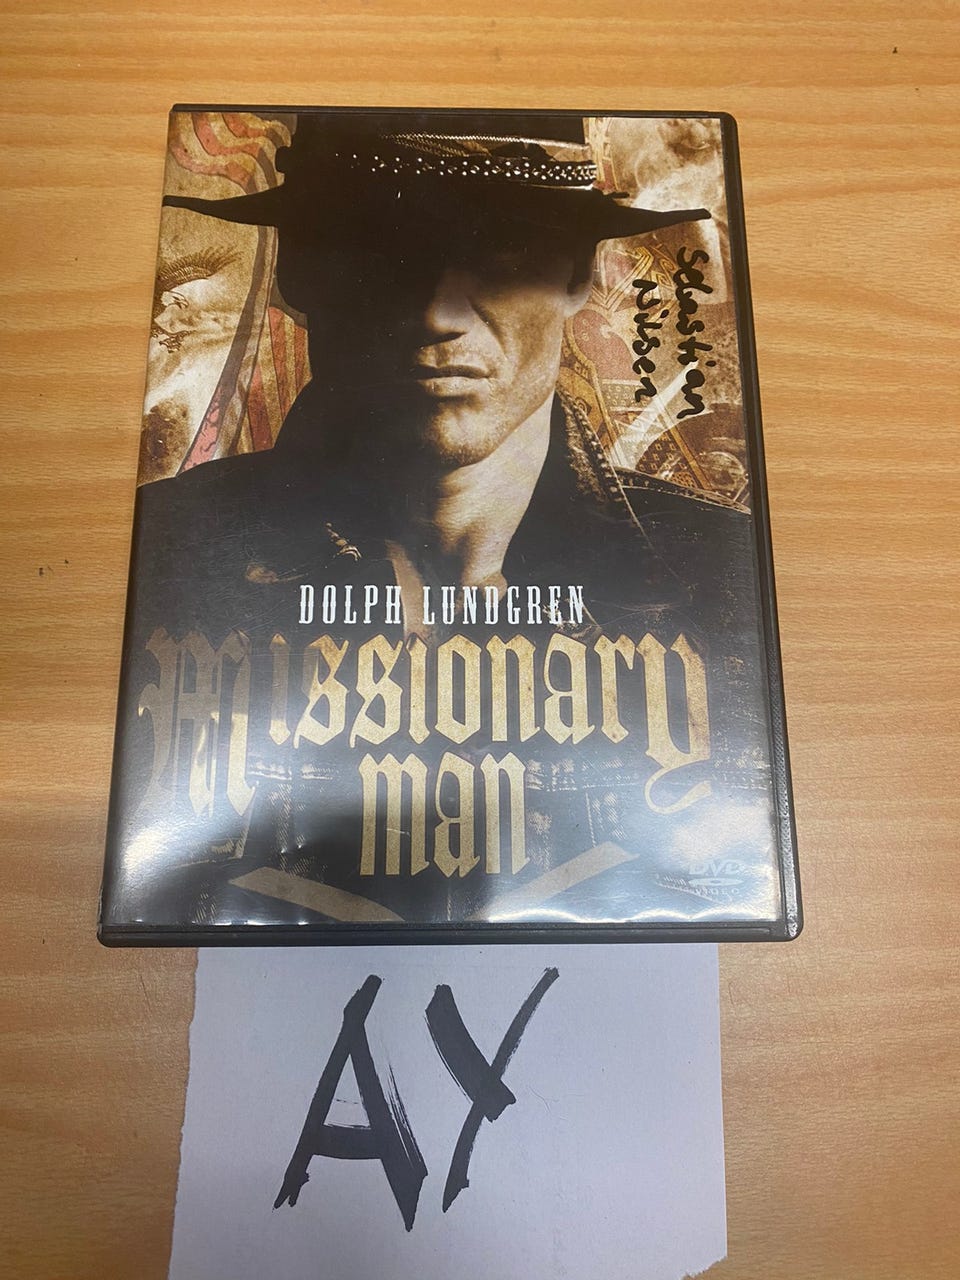 Sebastian
Nilsen
DOLPH LUNDGREN
Missionary
man
DVD
VIDEO
AY